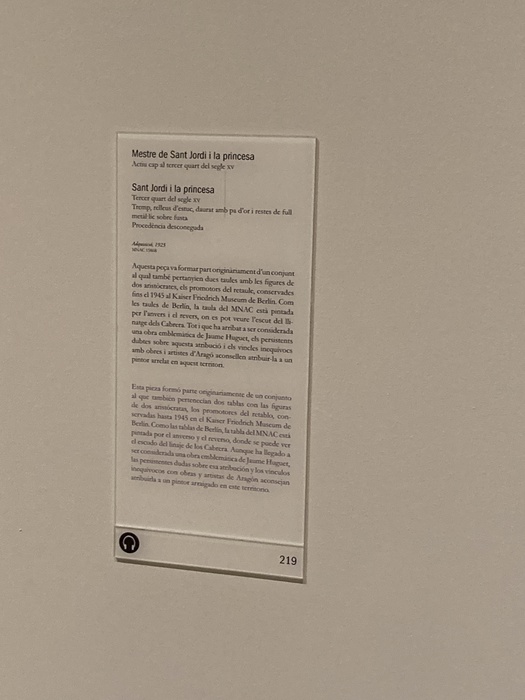 Mestre de Sant Jordi i la princesa
Actiu cap al tercer quart del segle XV
Sant Jordi i la princesa
Tercer quart del segle XV
Tremp, relleus d'estuc, daurat amb pa d'or i restes de full
metàl·lic sobre fusta
Procedència desconeguda
Adquisició, 1921
Aquesta peça va formar part originàriament d'un conjunt
al qual també pertanyien dues taules amb les figures de
dos aristòcrates, els promotors del retaule, conservades
fins el 1945 al Kaiser Friedrich Museum de Berlín. Com
les taules de Berlín, la taula del MNAC està pintada
per l'anvers i el revers, on es pot veure l'escut del lli-
natge dels Cabrera. Tot i que ha arribat a ser considerada
una obra emblemàtica de Jaume Huguet, els persistents
dubtes sobre aquesta atribució i els vincles inequívocs
amb obres i artistes d'Aragó aconsellen atribuir-la a un
pintor arrelat en aquest territori.
Esta pieza formó parte originariamente de un conjunto
al que también pertenecían dos tablas con las figuras
de dos aristócratas, los promotores del retablo, con-
servadas hasta 1945 en el Kaiser Friedrich Museum de
Berlín. Como las tablas de Berlín, la tabla del MNAC está
pintada por el anverso y el reverso, donde se puede ver
el escudo del linaje de los Cabrera. Aunque ha llegado a
ser considerada una obra emblemática de Jaume Huguet,
las persistentes dudas sobre esa atribución y los vínculos
inequívocos con obras y artistas de Aragón aconsejan
atribuirla a un pintor arraigado en este territorio.
219